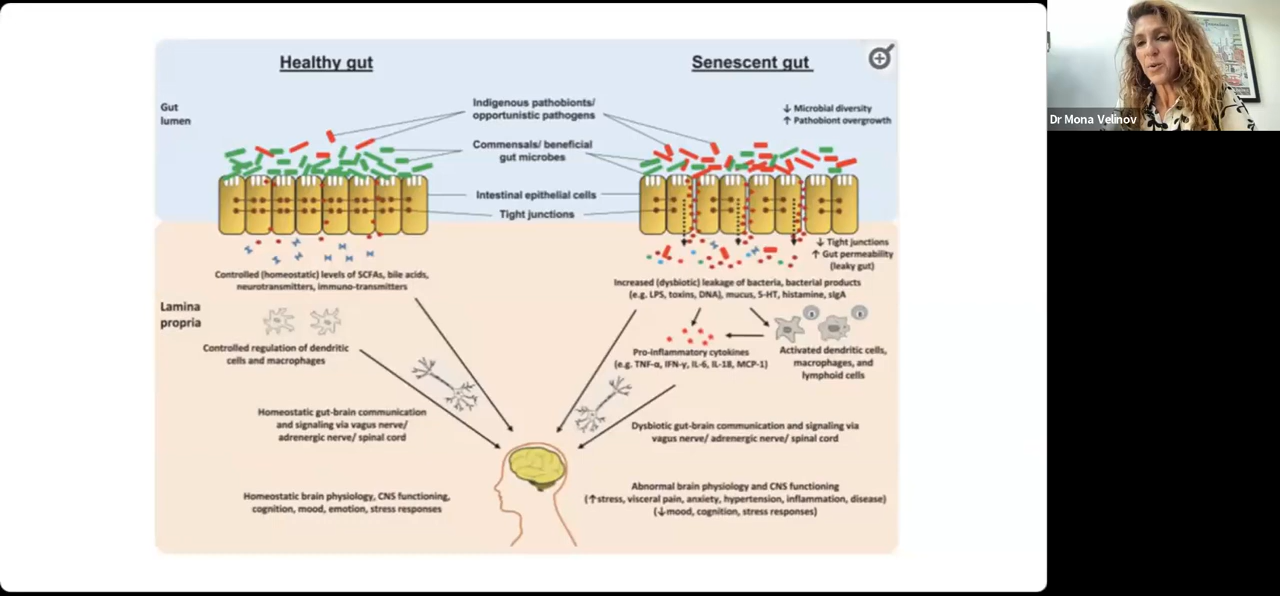 Healthy gut
Senescent gut
Gut
lumen
Indigenous pathobionts/
opportunistic pathogens
↓ Microbial diversity
↑ Pathobiont overgrowth
Commensals/ beneficial
gut microbes
Intestinal epithelial cells
Tight junctions
↓ Tight junctions
↑ Gut permeability
(leaky gut)
Controlled (homeostatic) levels of SCFAs, bile acids,
neurotransmitters, immuno-transmitters
Increased (dysbiotic) leakage of bacteria, bacterial products
(e.g. LPS, toxins, DNA), mucus, 5-HT, histamine, sIgA
Lamina
propria
Controlled regulation of dendritic
cells and macrophages
Pro-inflammatory cytokines
(e.g. TNF-α, IFN-γ, IL-6, IL-18, MCP-1)
Activated dendritic cells,
macrophages, and
lymphoid cells
Homeostatic gut-brain communication
and signaling via vagus nerve/
adrenergic nerve/ spinal cord
Dysbiotic gut-brain communication and signaling via
vagus nerve/ adrenergic nerve/ spinal cord
Homeostatic brain physiology, CNS functioning,
cognition, mood, emotion, stress responses
Abnormal brain physiology and CNS functioning
(↑stress, visceral pain, anxiety, hypertension, inflammation, disease)
(↓mood, cognition, stress responses)
Dr Mona Velinov